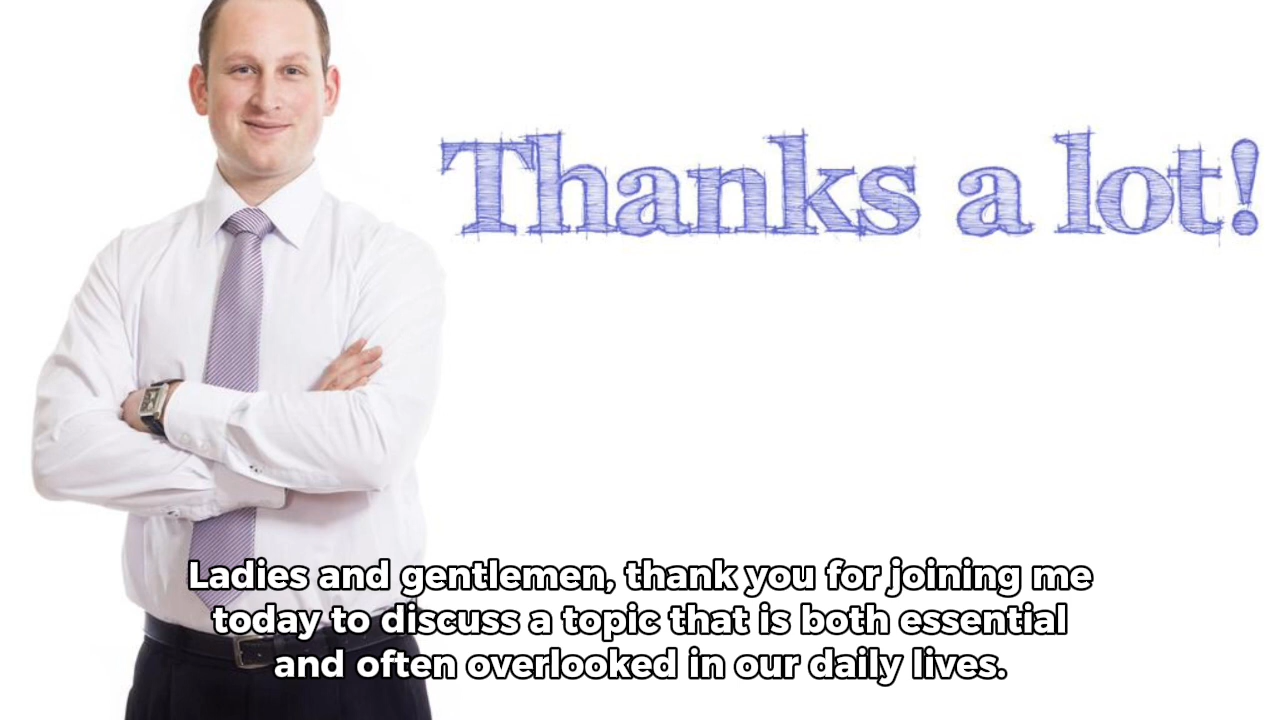 Thanks a lot!
Ladies and gentlemen, thank you for joining me
today to discuss a topic that is both essential
and often overlooked in our daily lives.